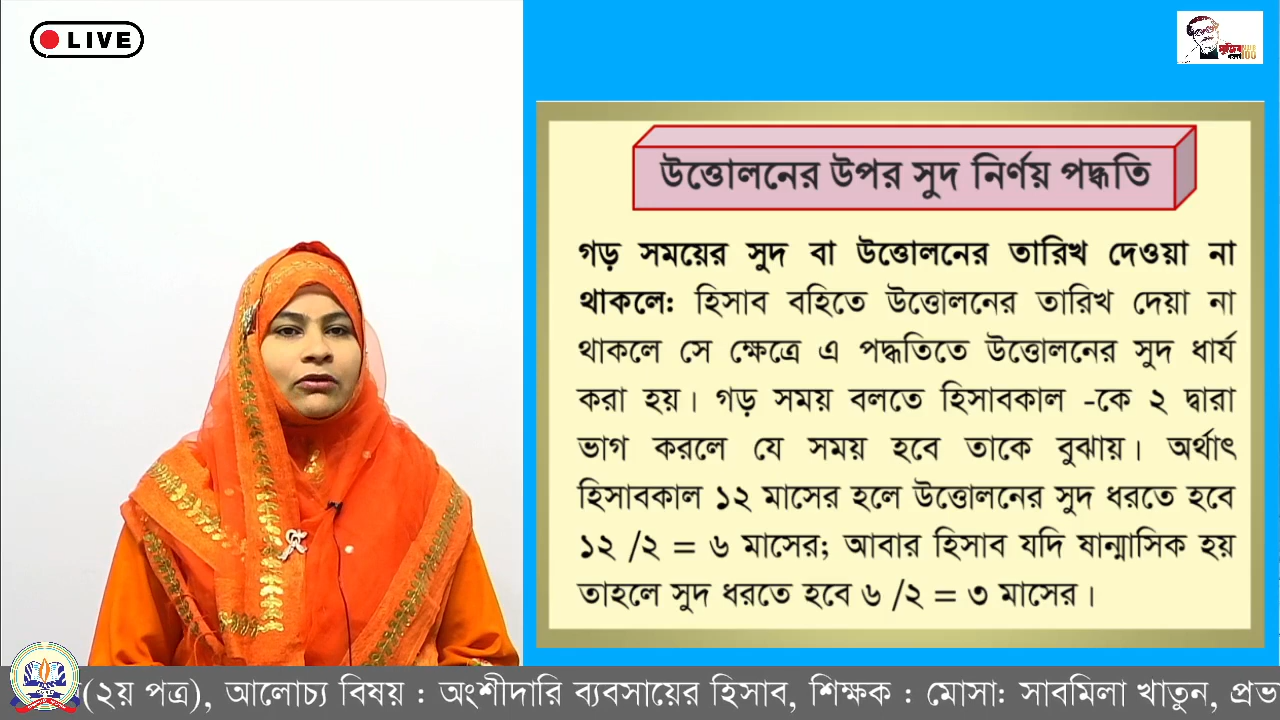 LIVE
উত্তোলনের উপর সুদ নির্ণয় পদ্ধতি
গড় সময়ের সুদ বা উত্তোলনের তারিখ দেওয়া না
থাকলে: হিসাব বহিতে উত্তোলনের তারিখ দেয়া না
থাকলে সে ক্ষেত্রে এ পদ্ধতিতে উত্তোলনের সুদ ধার্য
করা হয়। গড় সময় বলতে হিসাবকাল -কে ২ দ্বারা
ভাগ করলে যে সময় হবে তাকে বুঝায়। অর্থাৎ
হিসাবকাল ১২ মাসের হলে উত্তোলনের সুদ ধরতে হবে
১২ /২ = ৬ মাসের; আবার হিসাব যদি ষান্মাসিক হয়
তাহলে সুদ ধরতে হবে ৬ /২ = ৩ মাসের।
(২য় পত্র), আলোচ্য বিষয় : অংশীদারি ব্যবসায়ের হিসাব, শিক্ষক : মোসা: সাবমিলা খাতুন, প্রভ